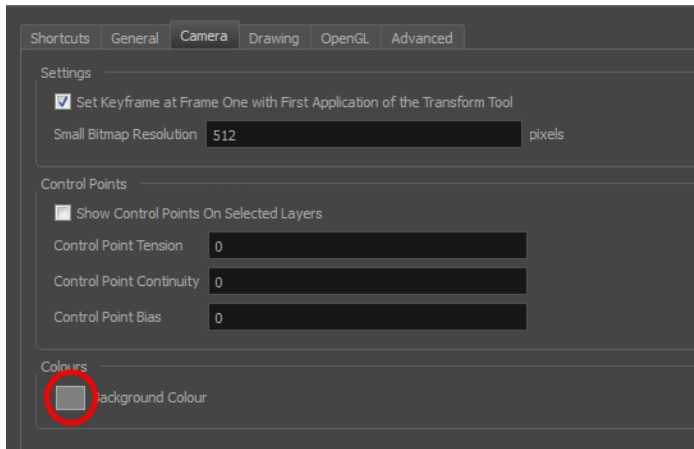 Shortcuts General Camera Drawing OpenGL Advanced
Settings
Set Keyframe at Frame One with First Application of the Transform Tool
Small Bitmap Resolution 512 pixels
Control Points
Show Control Points On Selected Layers
Control Point Tension 0
Control Point Continuity 0
Control Point Bias 0
Colours
Background Colour